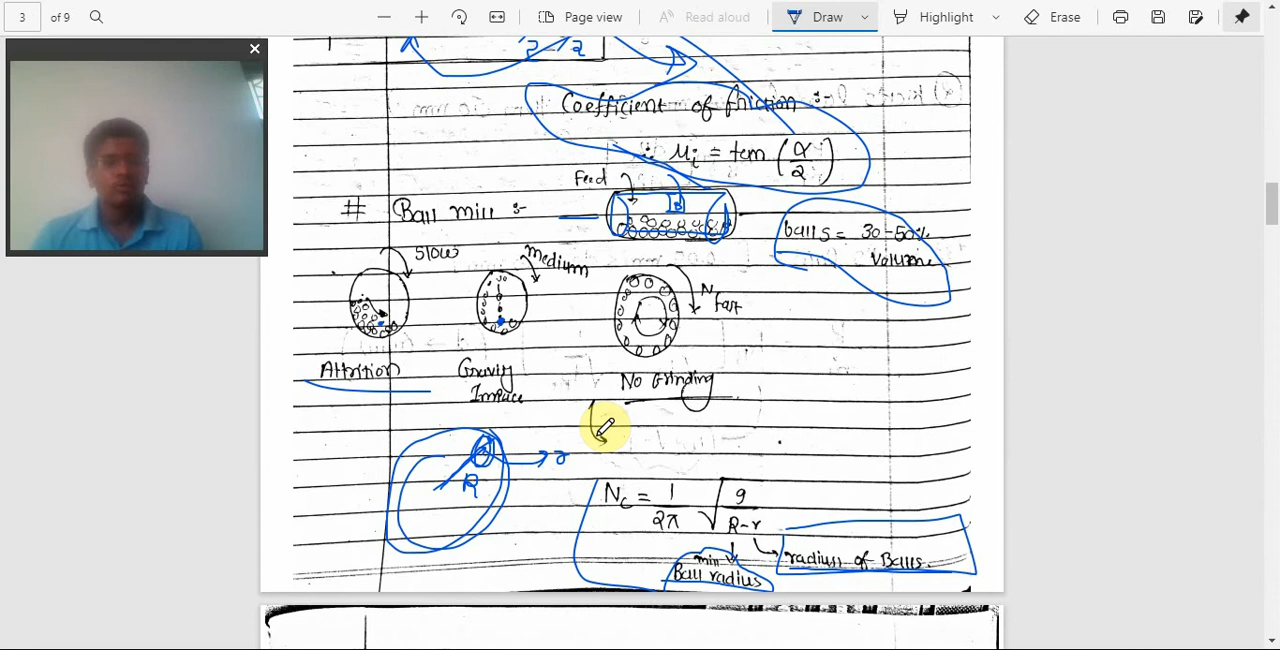 3 of 9 Page view Read aloud Draw Highlight Erase
Coefficient of friction :-
∴ μi = tan (α/2)
Feed
# Ball mill :-
balls = 30-50%
Volume
Slow
medium
N
fast
Attrition
Gravity
Impact
No Grinding
R
r
Nc = 1/2π √g/R-r
radius of Balls.
min
Ball radius